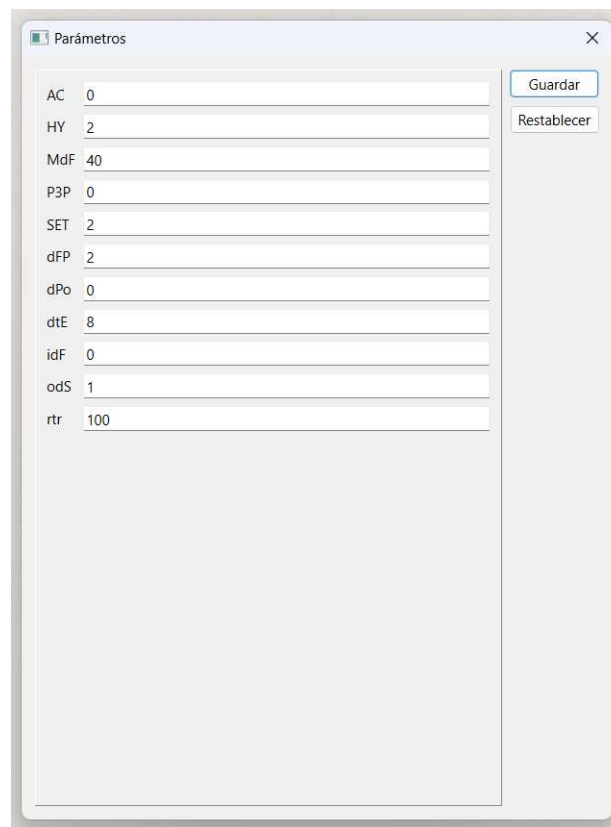 Parámetros
Guardar
Restablecer
AC 0
HY 2
MdF 40
P3P 0
SET 2
dFP 2
dPo 0
dtE 8
idF 0
odS 1
rtr 100